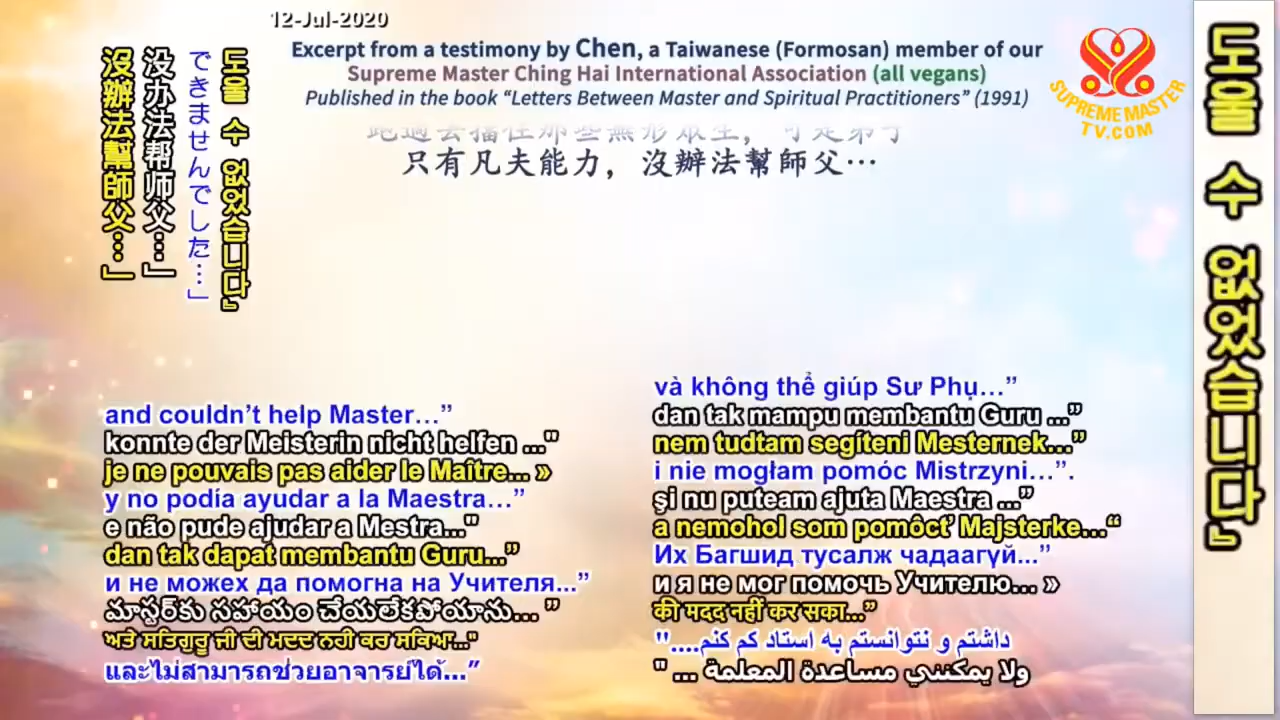 12-Jul-2020
Excerpt from a testimony by Chen, a Taiwanese (Formosan) member of our
Supreme Master Ching Hai International Association (all vegans)
Published in the book “Letters Between Master and Spiritual Practitioners” (1991)
SUPREME MASTER
TV.COM
只有凡夫能力，沒辦法幫師父…
도울 수 없었습니다』
できませんでした…」
没办法帮师父…」
沒辦法幫師父…」
도울 수 없었습니다』
and couldn’t help Master…”
konnte der Meisterin nicht helfen ..."
je ne pouvais pas aider le Maître... »
y no podía ayudar a la Maestra…”
e não pude ajudar a Mestra..."
dan tak dapat membantu Guru...”
и не можех да помогна на Учителя...”
మాస్టర్‌కు సహాయం చేయలేకపోయాను... ”
ਅਤੇ ਸਤਿਗੁਰੂ ਜੀ ਦੀ ਮਦਦ ਨਹੀ ਕਰ ਸਕਿਆ..."
และไม่สามารถช่วยอาจารย์ได้...”
và không thể giúp Sư Phụ…”
dan tak mampu membantu Guru ...”
nem tudtam segíteni Mesternek…”
i nie mogłam pomóc Mistrzyni…”.
şi nu puteam ajuta Maestra ...”
a nemohol som pomôcť Majsterke...“
Их Багшид тусалж чадаагүй...”
и я не мог помочь Учителю... »
की मदद नहीं कर सका...”
داشتم و نتوانستم به استاد کم کنم...."
ولا يمكنني مساعدة المعلمة ... "